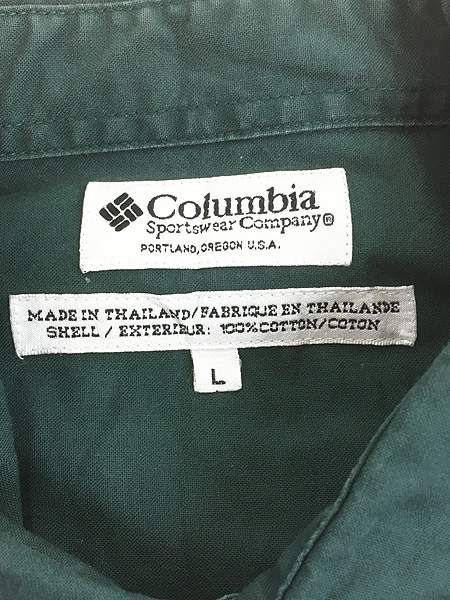 Columbia
Sportswear Company®
PORTLAND, OREGON U.S.A.
MADE IN THAILAND/FABRIQUE EN THAILANDE
SHELL / EXTERIEUR: 100% COTTON/COTON
L